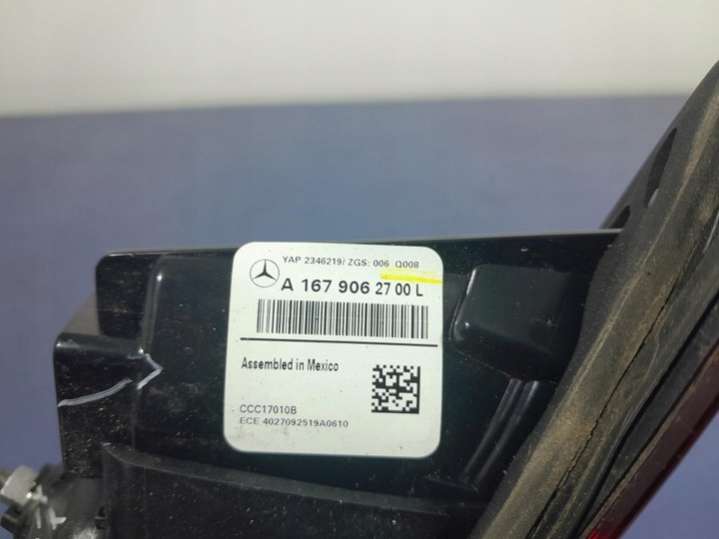 YAP 2346219/ ZGS: 006 Q008
A 167 906 27 00 L
Assembled in Mexico
CCC17010B
ECE 4027092519A0610